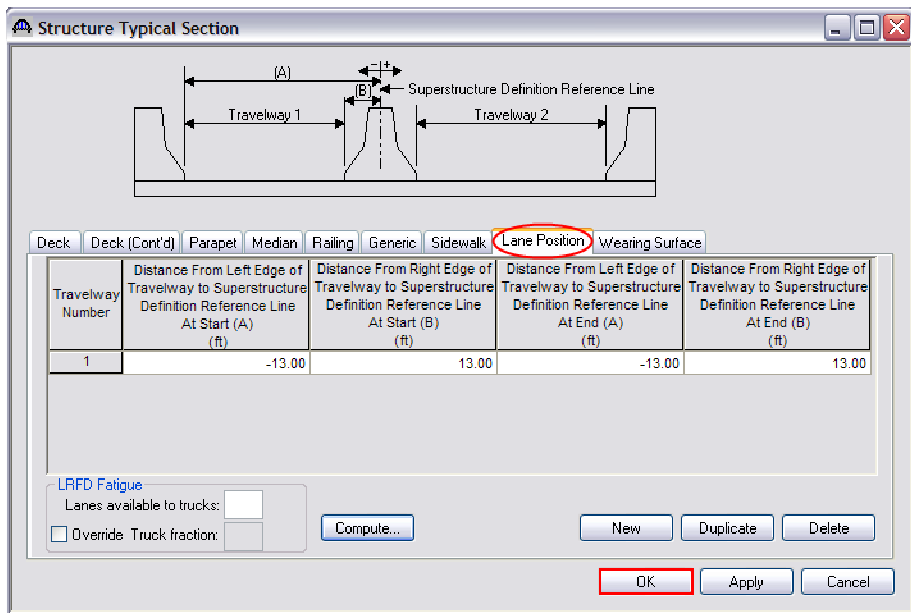 Structure Typical Section
(A)
- +
(B)
Superstructure Definition Reference Line
Travelway 1
Travelway 2
Deck
Deck (Cont'd)
Parapet
Median
Railing
Generic
Sidewalk
Lane Position
Wearing Surface
Travelway
Number
Distance From Left Edge of
Travelway to Superstructure
Definition Reference Line
At Start (A)
(ft)
Distance From Right Edge of
Travelway to Superstructure
Definition Reference Line
At Start (B)
(ft)
Distance From Left Edge of
Travelway to Superstructure
Definition Reference Line
At End (A)
(ft)
Distance From Right Edge of
Travelway to Superstructure
Definition Reference Line
At End (B)
(ft)
1
-13.00
13.00
-13.00
13.00
LRFD Fatigue
Lanes available to trucks:
Override
Truck fraction:
Compute...
New
Duplicate
Delete
OK
Apply
Cancel